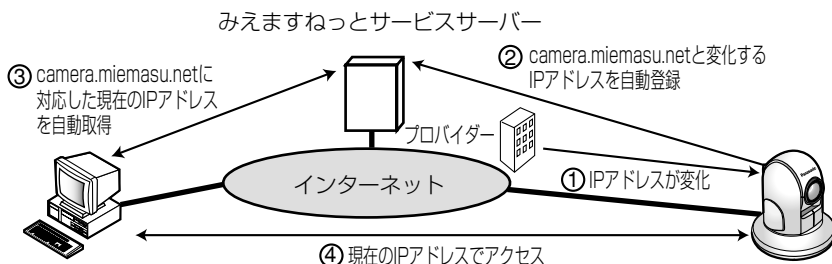 みえますねっとサービスサーバー
③ camera.miemasu.netに
対応した現在のIPアドレス
を自動取得
② camera.miemasu.netと変化する
IPアドレスを自動登録
プロバイダー
インターネット
① IPアドレスが変化
Panasonic
④ 現在のIPアドレスでアクセス